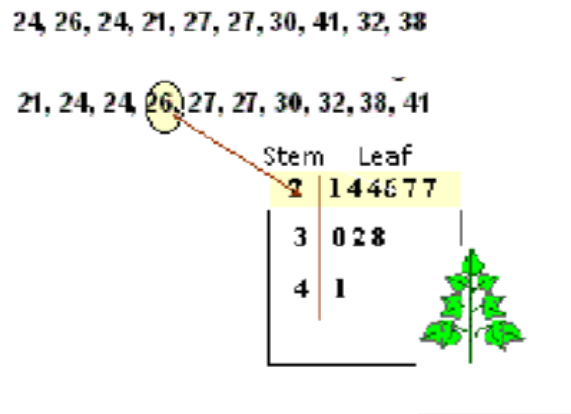 24, 26, 24, 21, 27, 27, 30, 41, 32, 38
21, 24, 24, 26, 27, 27, 30, 32, 38, 41
Stem Leaf
2 1 4 4 6 7 7
3 0 2 8
4 1